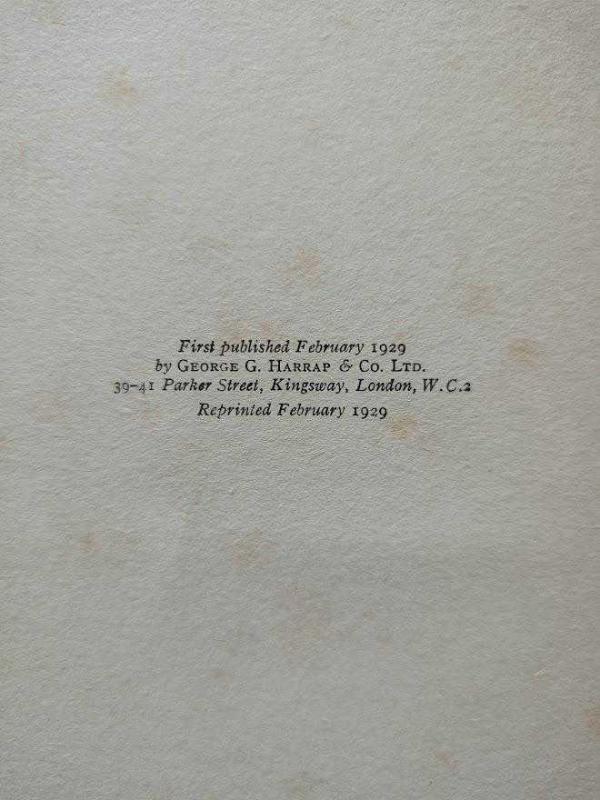 First published February 1929
by GEORGE G. HARRAP & CO. LTD.
39–41 Parker Street, Kingsway, London, W.C.2
Reprinted February 1929